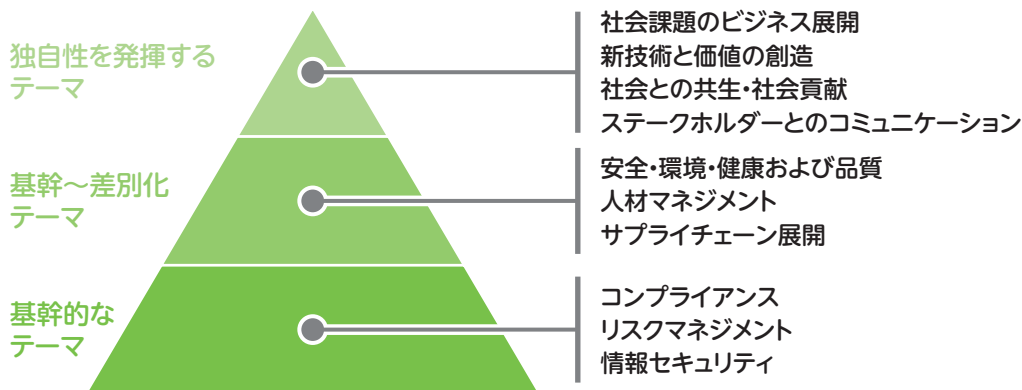 独自性を発揮する
テーマ
社会課題のビジネス展開
新技術と価値の創造
社会との共生・社会貢献
ステークホルダーとのコミュニケーション
基幹～差別化
テーマ
安全・環境・健康および品質
人材マネジメント
サプライチェーン展開
基幹的な
テーマ
コンプライアンス
リスクマネジメント
情報セキュリティ